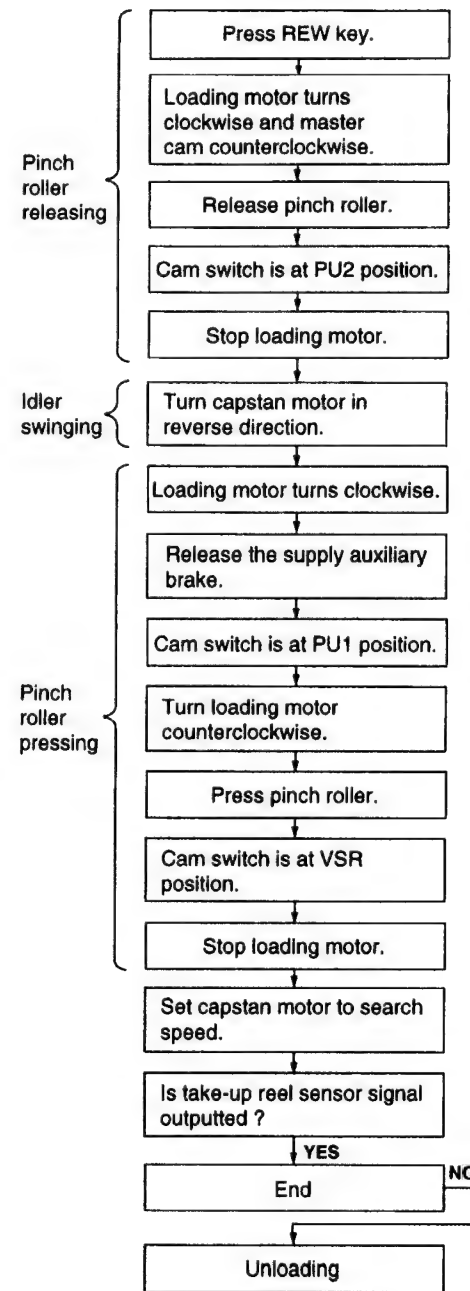 Press REW key.
Loading motor turns
clockwise and master
cam counterclockwise.
Pinch
roller
releasing
Release pinch roller.
Cam switch is at PU2 position.
Stop loading motor.
Idler
swinging
Turn capstan motor in
reverse direction.
Loading motor turns clockwise.
Release the supply auxiliary
brake.
Cam switch is at PU1 position.
Pinch
roller
pressing
Turn loading motor
counterclockwise.
Press pinch roller.
Cam switch is at VSR
position.
Stop loading motor.
Set capstan motor to search
speed.
Is take-up reel sensor signal
outputted ?
YES
NO
End
Unloading